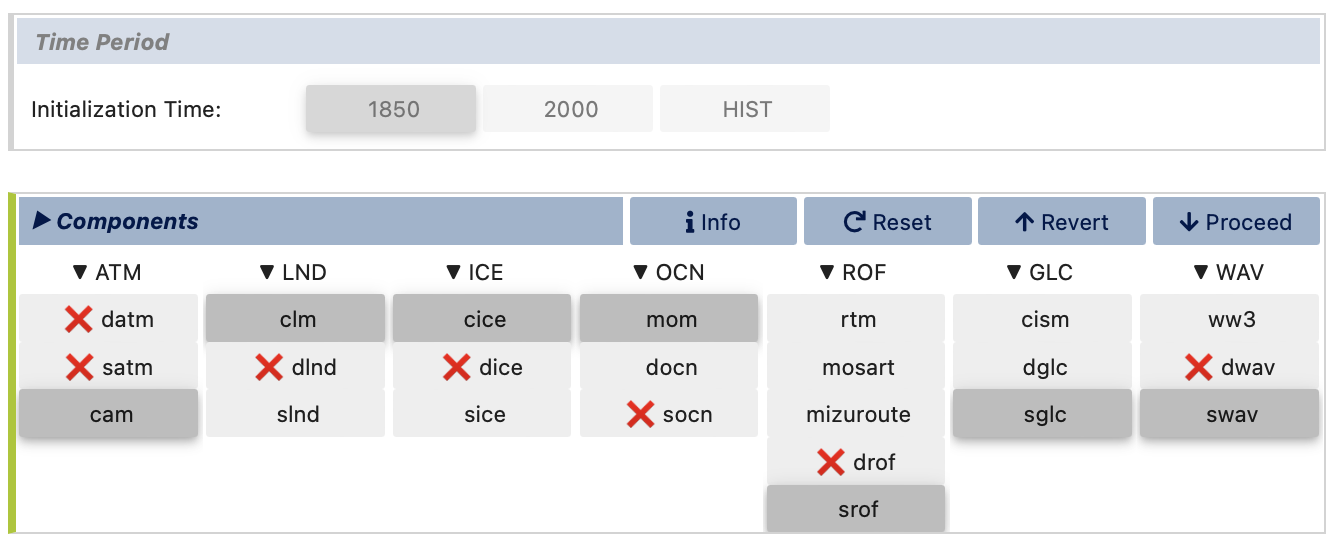 Time Period
Initialization Time: 1850 2000 HIST
Components Info Reset Revert Proceed
ATM LND ICE OCN ROF GLC WAV
datm clm cice mom rtm cism ww3
satm dlnd dice docn mosart dglc dwav
cam slnd sice socn mizuroute sglc swav
drof
srof